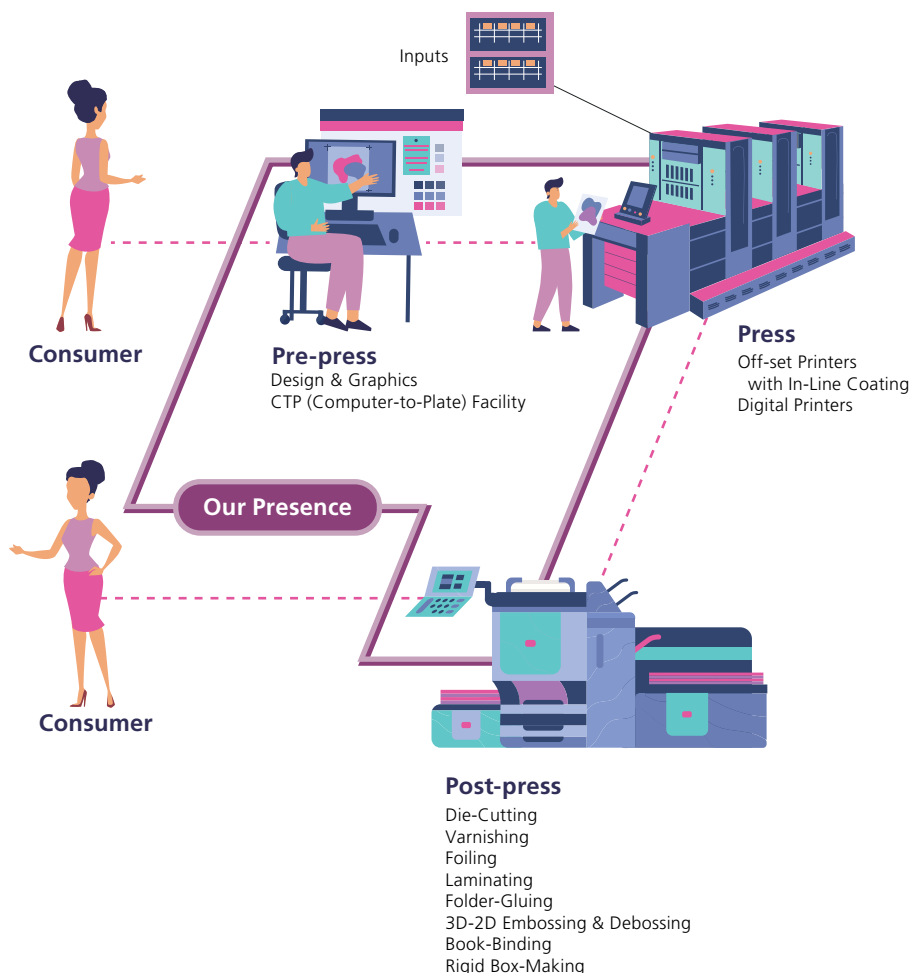 Inputs
Consumer
Pre-press
Design & Graphics
CTP (Computer-to-Plate) Facility
Press
Off-set Printers
with In-Line Coating
Digital Printers
Our Presence
Consumer
Post-press
Die-Cutting
Varnishing
Foiling
Laminating
Folder-Gluing
3D-2D Embossing & Debossing
Book-Binding
Rigid Box-Making